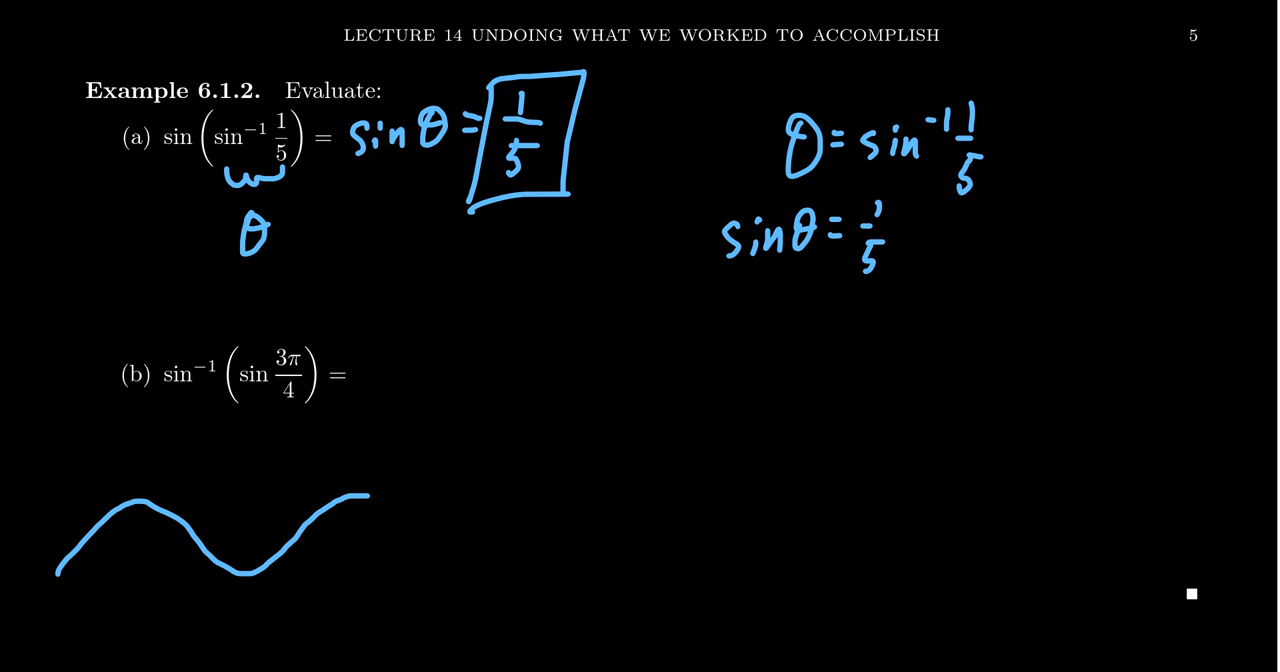 LECTURE 14 UNDOING WHAT WE WORKED TO ACCOMPLISH 5
Example 6.1.2. Evaluate:
(a) sin(sin⁻¹ 1/5) = sin θ = 1/5
θ
θ = sin⁻¹ 1/5
sin θ = 1/5
(b) sin⁻¹(sin 3π/4) =